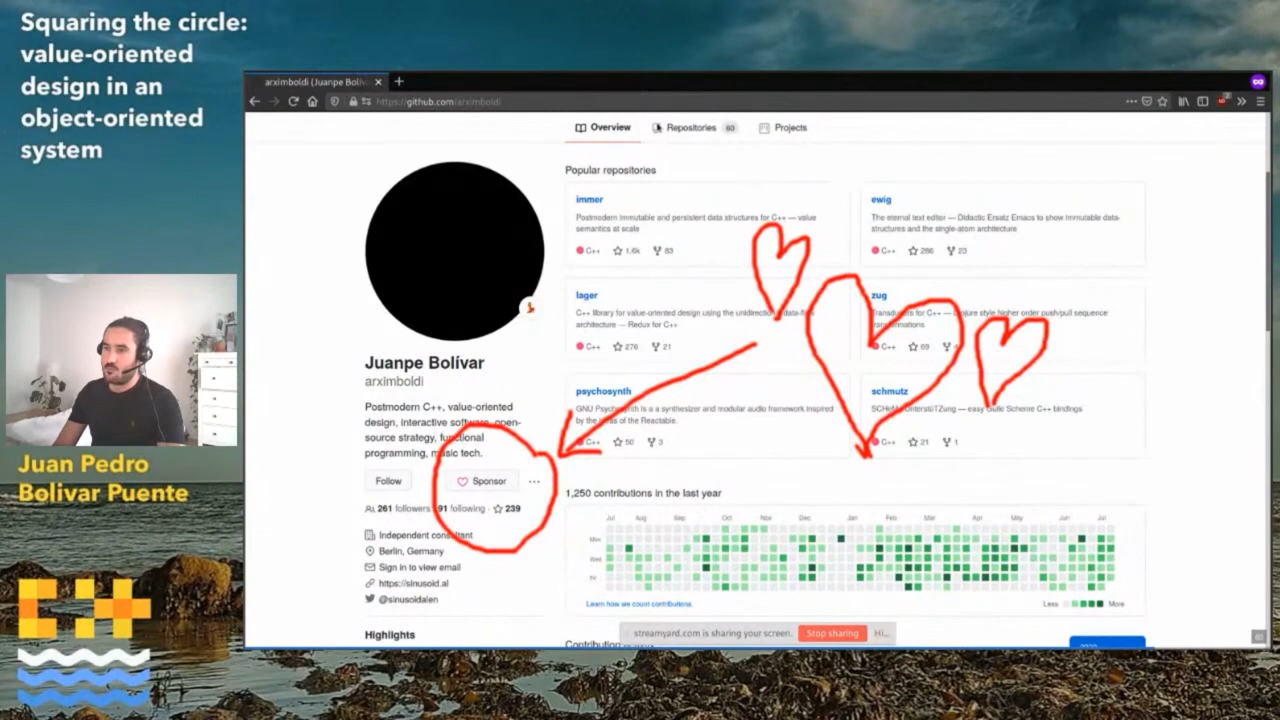 Squaring the circle:
value-oriented
design in an
object-oriented
system
Juan Pedro
Bolivar Puente
arximboldi (Juanpe Bolív
https://github.com/arximboldi
Overview
Repositories 60
Projects
Popular repositories
immer
Postmodern immutable and persistent data structures for C++ — value
semantics at scale
C++ 1.6k 83
ewig
The eternal text editor — Didactic Ersatz Emacs to show immutable data-
structures and the single-atom architecture
C++ 286 23
lager
C++ library for value-oriented design using the unidirectional data-flow
architecture — Redux for C++
C++ 276 21
zug
Transducers for C++ — Clojure style higher order push/pull sequence
transformations
C++ 69
psychosynth
GNU Psychosynth is a synthesizer and modular audio framework inspired
by the ideas of the Reactable.
C++ 50 3
schmutz
SCHeMe UntersTüTZung — easy Guile Scheme C++ bindings
C++ 21 1
Juanpe Bolívar
arximboldi
Postmodern C++, value-oriented
design, interactive software, open-
source strategy, functional
programming, music tech.
Follow
Sponsor
261 followers · 91 following · 239
Independent consultant
Berlin, Germany
Sign in to view email
https://sinusoid.al
@sinusoidalen
Highlights
1,250 contributions in the last year
Jul Aug Sep Oct Nov Dec Jan Feb Mar Apr May Jun Jul
Mon
Wed
Fri
Learn how we count contributions.
Less More
streamyard.com is sharing your screen.
Stop sharing
Hi...